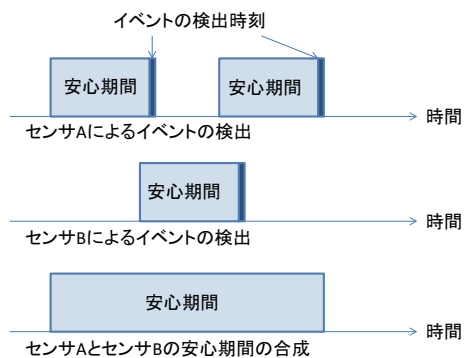 イベントの検出時刻
安心期間
安心期間
時間
センサAによるイベントの検出
安心期間
時間
センサBによるイベントの検出
安心期間
時間
センサAとセンサBの安心期間の合成